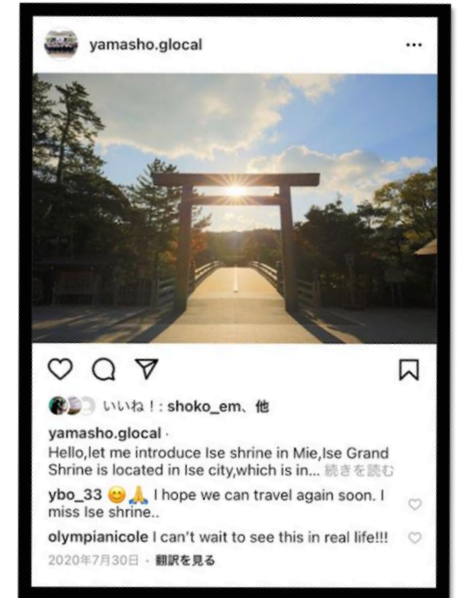 yamasho.glocal
いいね！: shoko_em、他
yamasho.glocal・
Hello,let me introduce Ise shrine in Mie,Ise Grand
Shrine is located in Ise city,which is in... 続きを読む
ybo_33 😊🙏 I hope we can travel again soon. I
miss Ise shrine..
olympianicole I can't wait to see this in real life!!!
2020年7月30日・翻訳を見る